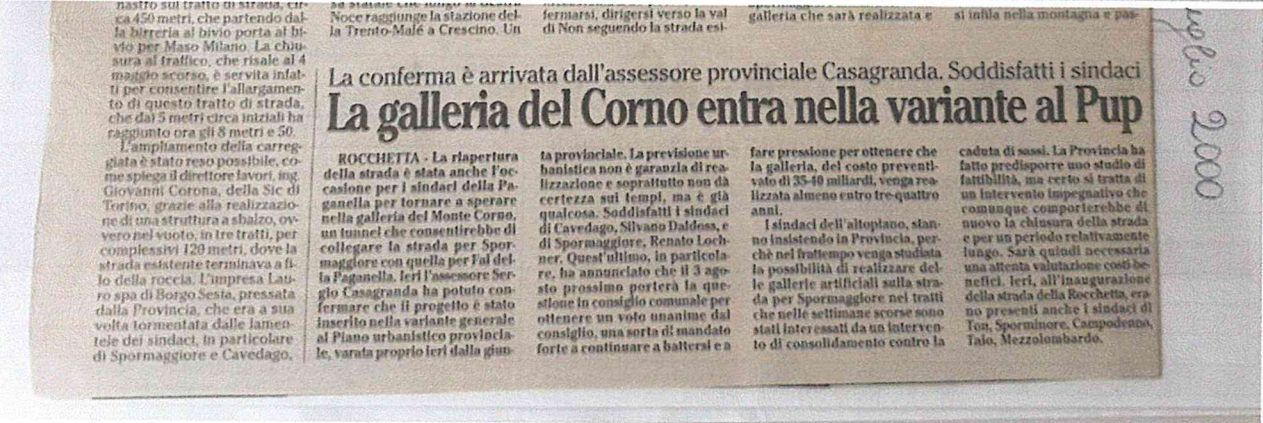 nastro sul tratto di strada, cir-
ca 450 metri, che partendo dal-
la birreria al bivio porta al bi-
vio per Maso Milano. La chiu-
sura al traffico, che risale al 4
maggio scorso, è servita infat-
ti per consentire l'allargamen-
to di questo tratto di strada,
che dai 5 metri circa iniziali ha
raggiunto ora gli 8 metri e 50.
L'ampliamento della carreg-
giata è stato reso possibile, co-
me spiega il direttore lavori, ing.
Giovanni Corona, della Sic di
Torino, grazie alla realizzazio-
ne di una struttura a sbalzo, ov-
vero nel vuoto, in tre tratti, per
complessivi 120 metri, dove la
strada esistente terminava a fi-
lo della roccia. L'impresa Lau-
ro spa di Borgo Sesia, pressata
dalla Provincia, che era a sua
volta tormentata dalle lamen-
tele dei sindaci, in particolare
di Spormaggiore e Cavedago,
Noce raggiunge la stazione del-
la Trento-Malé a Crescino. Un
fermarsi, dirigersi verso la val
di Non seguendo la strada esi-
galleria che sarà realizzata e
si infila nella montagna e pas-
La conferma è arrivata dall'assessore provinciale Casagranda. Soddisfatti i sindaci
La galleria del Corno entra nella variante al Pup
ROCCHETTA - La riapertura
della strada è stata anche l'oc-
casione per i sindaci della Pa-
ganella per tornare a sperare
nella galleria del Monte Corno,
un tunnel che consentirebbe di
collegare la strada per Spor-
maggiore con quella per Fai del-
la Paganella. Ieri l'assessore Ser-
gio Casagranda ha potuto con-
fermare che il progetto è stato
inserito nella variante generale
al Piano urbanistico provincia-
le, varata proprio ieri dalla giun-
ta provinciale. La previsione ur-
banistica non è garanzia di rea-
lizzazione e soprattutto non dà
certezza sui tempi, ma è già
qualcosa. Soddisfatti i sindaci
di Cavedago, Silvano Daldoss, e
di Spormaggiore, Renato Loch-
ner. Quest'ultimo, in particola-
re, ha annunciato che il 3 ago-
sto prossimo porterà la que-
stione in consiglio comunale per
ottenere un voto unanime dal
consiglio, una sorta di mandato
forte a continuare a battersi e a
fare pressione per ottenere che
la galleria, del costo preventi-
vato di 35-40 miliardi, venga rea-
lizzata almeno entro tre-quattro
anni.
I sindaci dell'altopiano, stan-
no insistendo in Provincia, per-
chè nel frattempo venga studiata
la possibilità di realizzare del-
le gallerie artificiali sulla stra-
da per Spormaggiore nei tratti
che nelle settimane scorse sono
stati interessati da un interven-
to di consolidamento contro la
caduta di sassi. La Provincia ha
fatto predisporre uno studio di
fattibilità, ma certo si tratta di
un intervento impegnativo che
comunque comporterebbe di
nuovo la chiusura della strada
e per un periodo relativamente
lungo. Sarà quindi necessaria
una attenta valutazione costi be-
nefici. Ieri, all'inaugurazione
della strada della Rocchetta, era-
no presenti anche i sindaci di
Ton, Sporminore, Campodenno,
Taio, Mezzolombardo.
2000